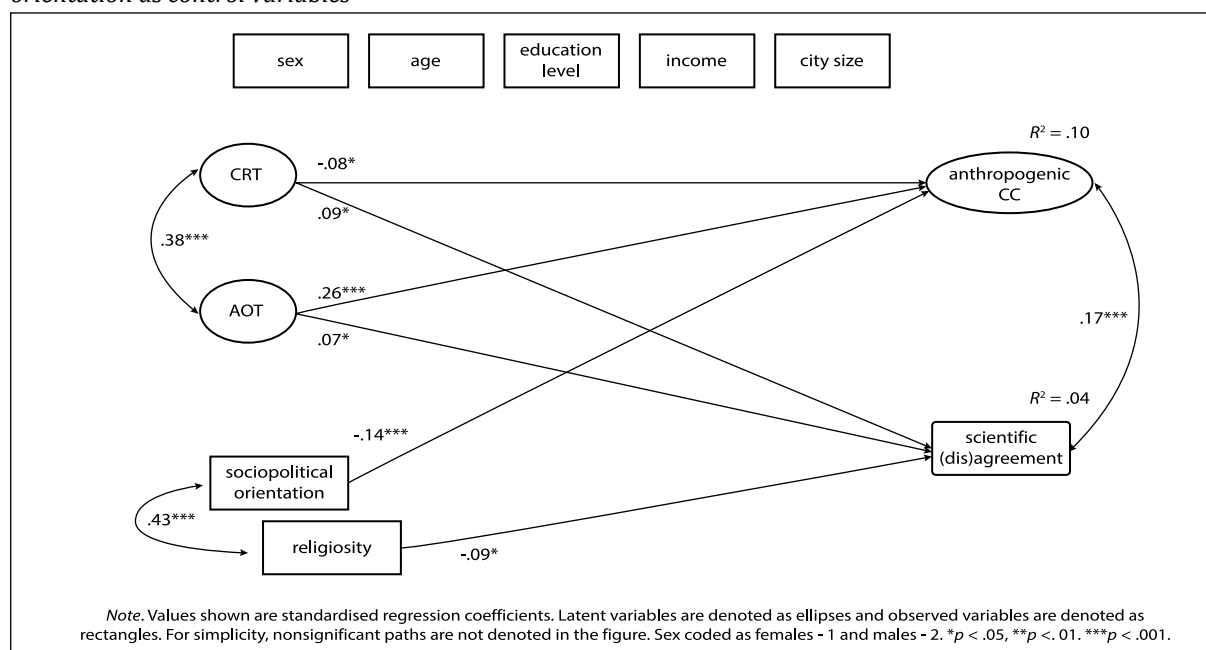 orientation as control variables
sex
age
education
level
income
city size
R² = .10
CRT
-.08*
.09*
anthropogenic
CC
.38***
AOT
.26***
.07*
.17***
R² = .04
-.14***
scientific
(dis)agreement
sociopolitical
orientation
.43***
religiosity
-.09*
Note. Values shown are standardised regression coefficients. Latent variables are denoted as ellipses and observed variables are denoted as
rectangles. For simplicity, nonsignificant paths are not denoted in the figure. Sex coded as females - 1 and males - 2. *p < .05, **p <. 01. ***p < .001.